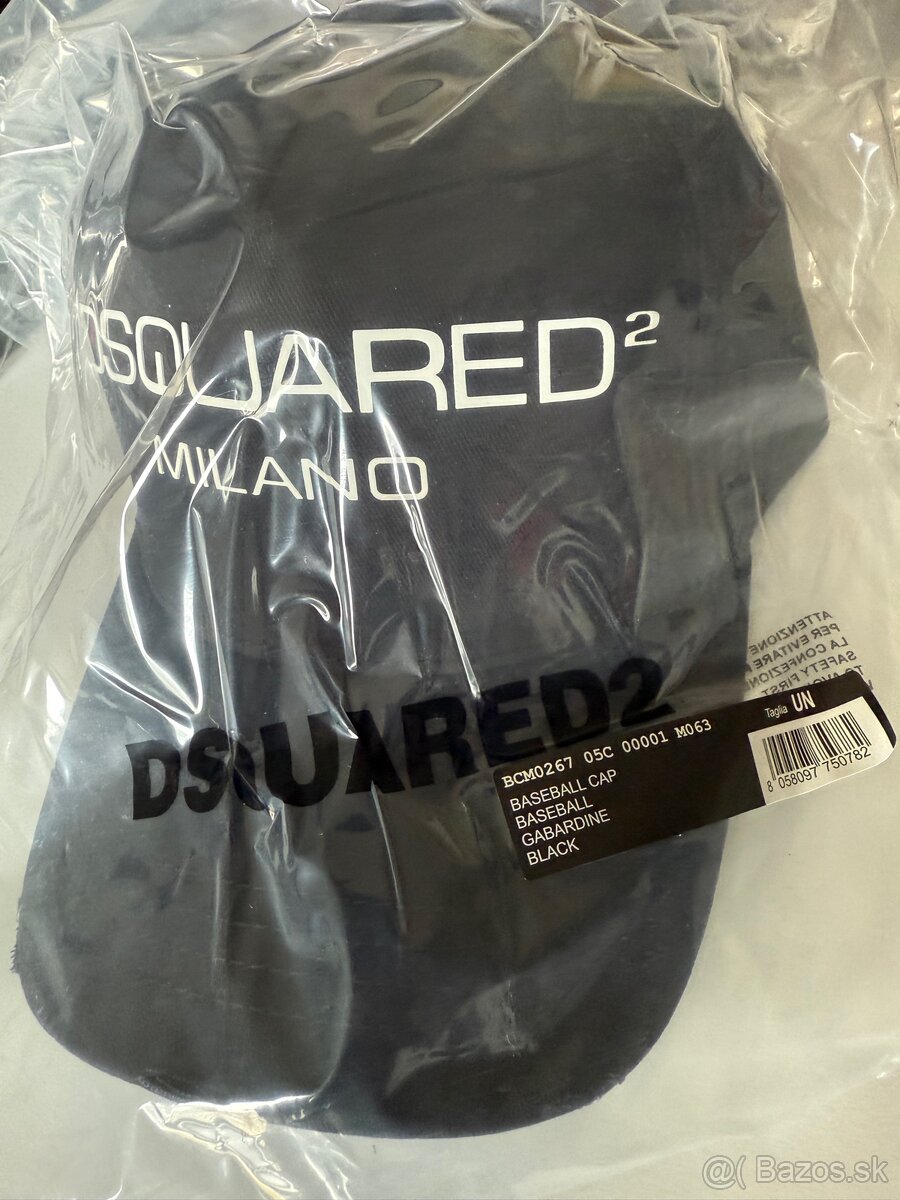 DSQUARED²
MILANO
DSQUARED2
ATTENZIONE
PER EVITARE
LA CONFEZIONE
SAFETY FIRST
BCM0267 05C 00001 M063
BASEBALL CAP
BASEBALL
GABARDINE
BLACK
Taglia UN
8 058097 750782
@( Bazos.sk